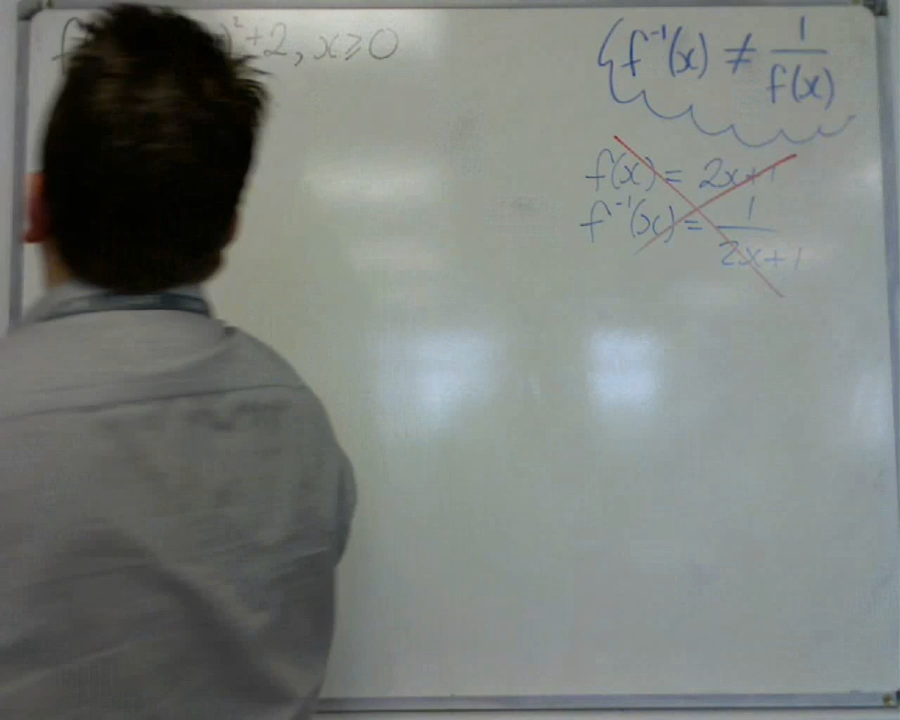 f )²+2, x≥0
f⁻¹(x) ≠ 1/f(x)
f(x) = 2x+1
f⁻¹(x) = 1/2x+1